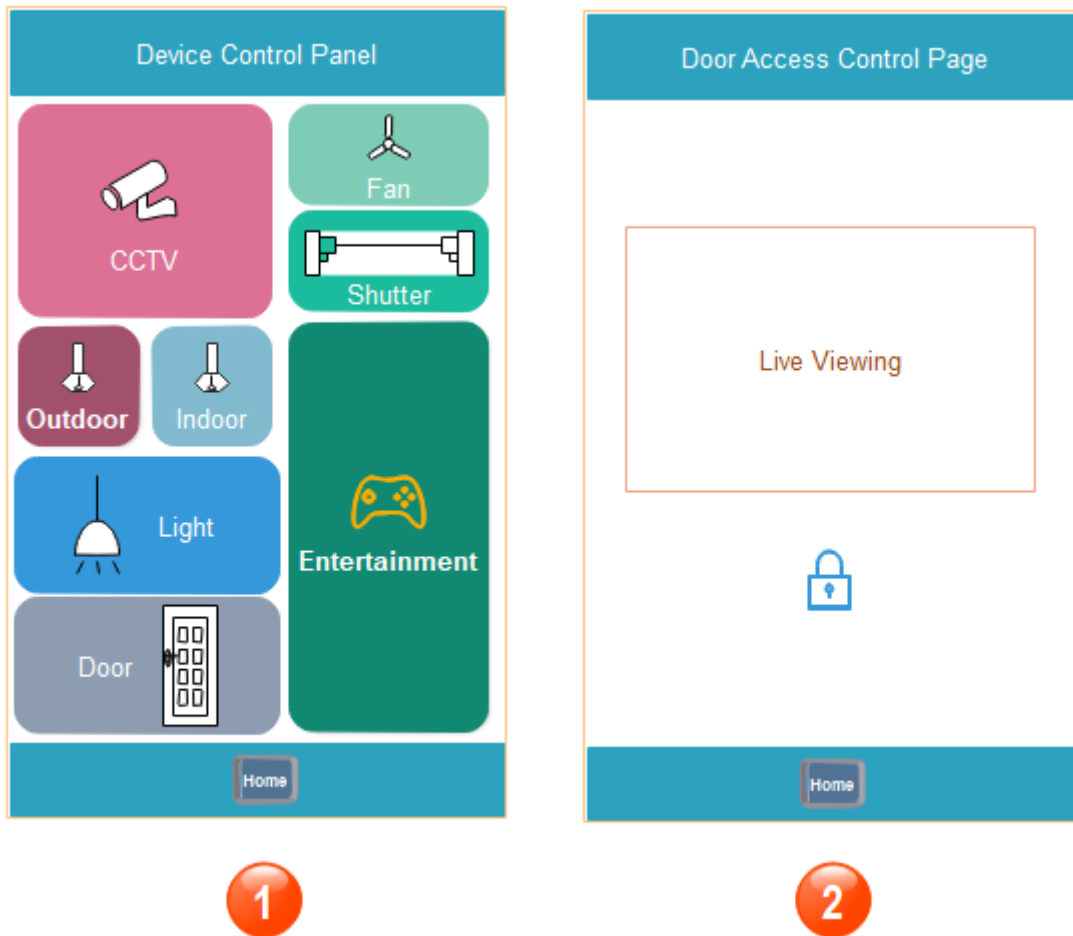 Device Control Panel
CCTV
Fan
Shutter
Outdoor
Indoor
Light
Entertainment
Door
Home
1
Door Access Control Page
Live Viewing
Home
2